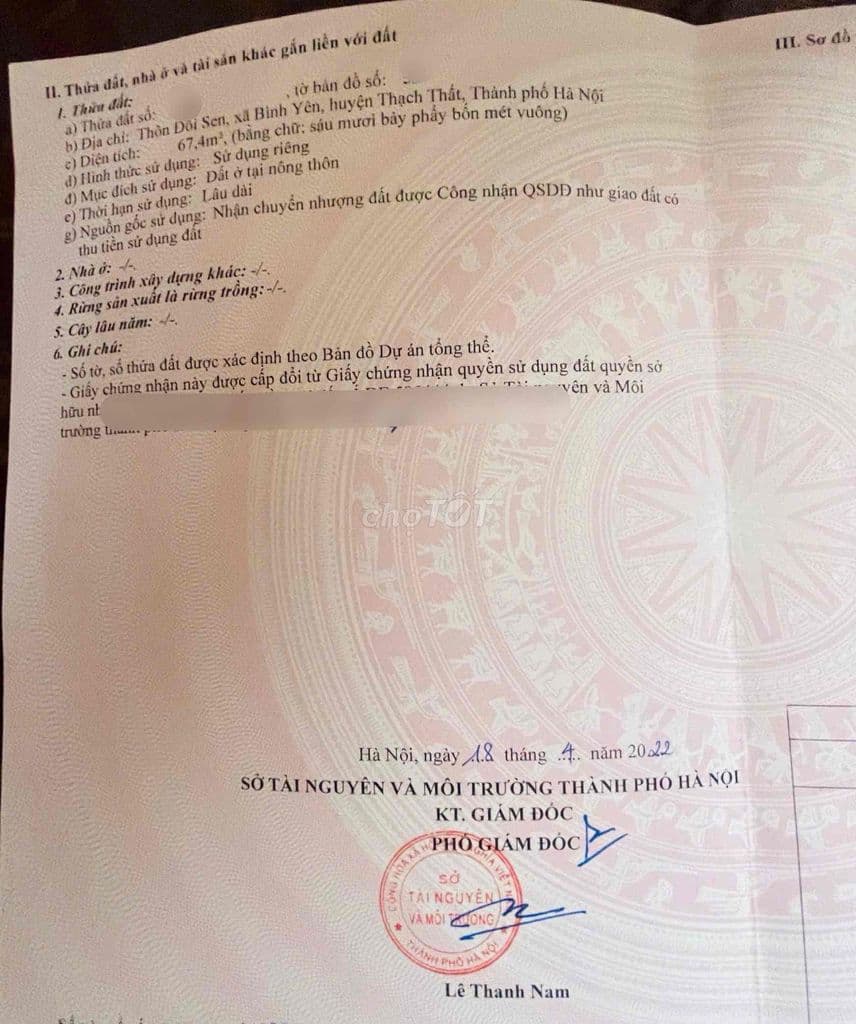 II. Thửa đất, nhà ở và tài sản khác gắn liền với đất
III. Sơ đồ
1. Thửa đất:
a) Thửa đất số: , tờ bản đồ số:
b) Địa chỉ: Thôn Dôi Sen, xã Bình Yên, huyện Thạch Thất, Thành phố Hà Nội
c) Diện tích: 67,4m², (bằng chữ: sáu mươi bảy phẩy bốn mét vuông)
d) Hình thức sử dụng: Sử dụng riêng
đ) Mục đích sử dụng: Đất ở tại nông thôn
e) Thời hạn sử dụng: Lâu dài
g) Nguồn gốc sử dụng: Nhận chuyển nhượng đất được Công nhận QSDĐ như giao đất có
thu tiền sử dụng đất
2. Nhà ở: -/-.
3. Công trình xây dựng khác: -/-.
4. Rừng sản xuất là rừng trồng: -/-.
5. Cây lâu năm: -/-.
6. Ghi chú:
- Số tờ, số thửa đất được xác định theo Bản đồ Dự án tổng thể.
- Giấy chứng nhận này được cấp đổi từ Giấy chứng nhận quyền sử dụng đất quyền sở
hữu và Môi
trường
chợTỐT
Hà Nội, ngày 18 tháng 4 năm 2022
SỞ TÀI NGUYÊN VÀ MÔI TRƯỜNG THÀNH PHỐ HÀ NỘI
KT. GIÁM ĐỐC
PHÓ GIÁM ĐỐC
SỞ
TÀI NGUYÊN
VÀ MÔI TRƯỜNG
THÀNH PHỐ HÀ NỘI
Lê Thanh Nam